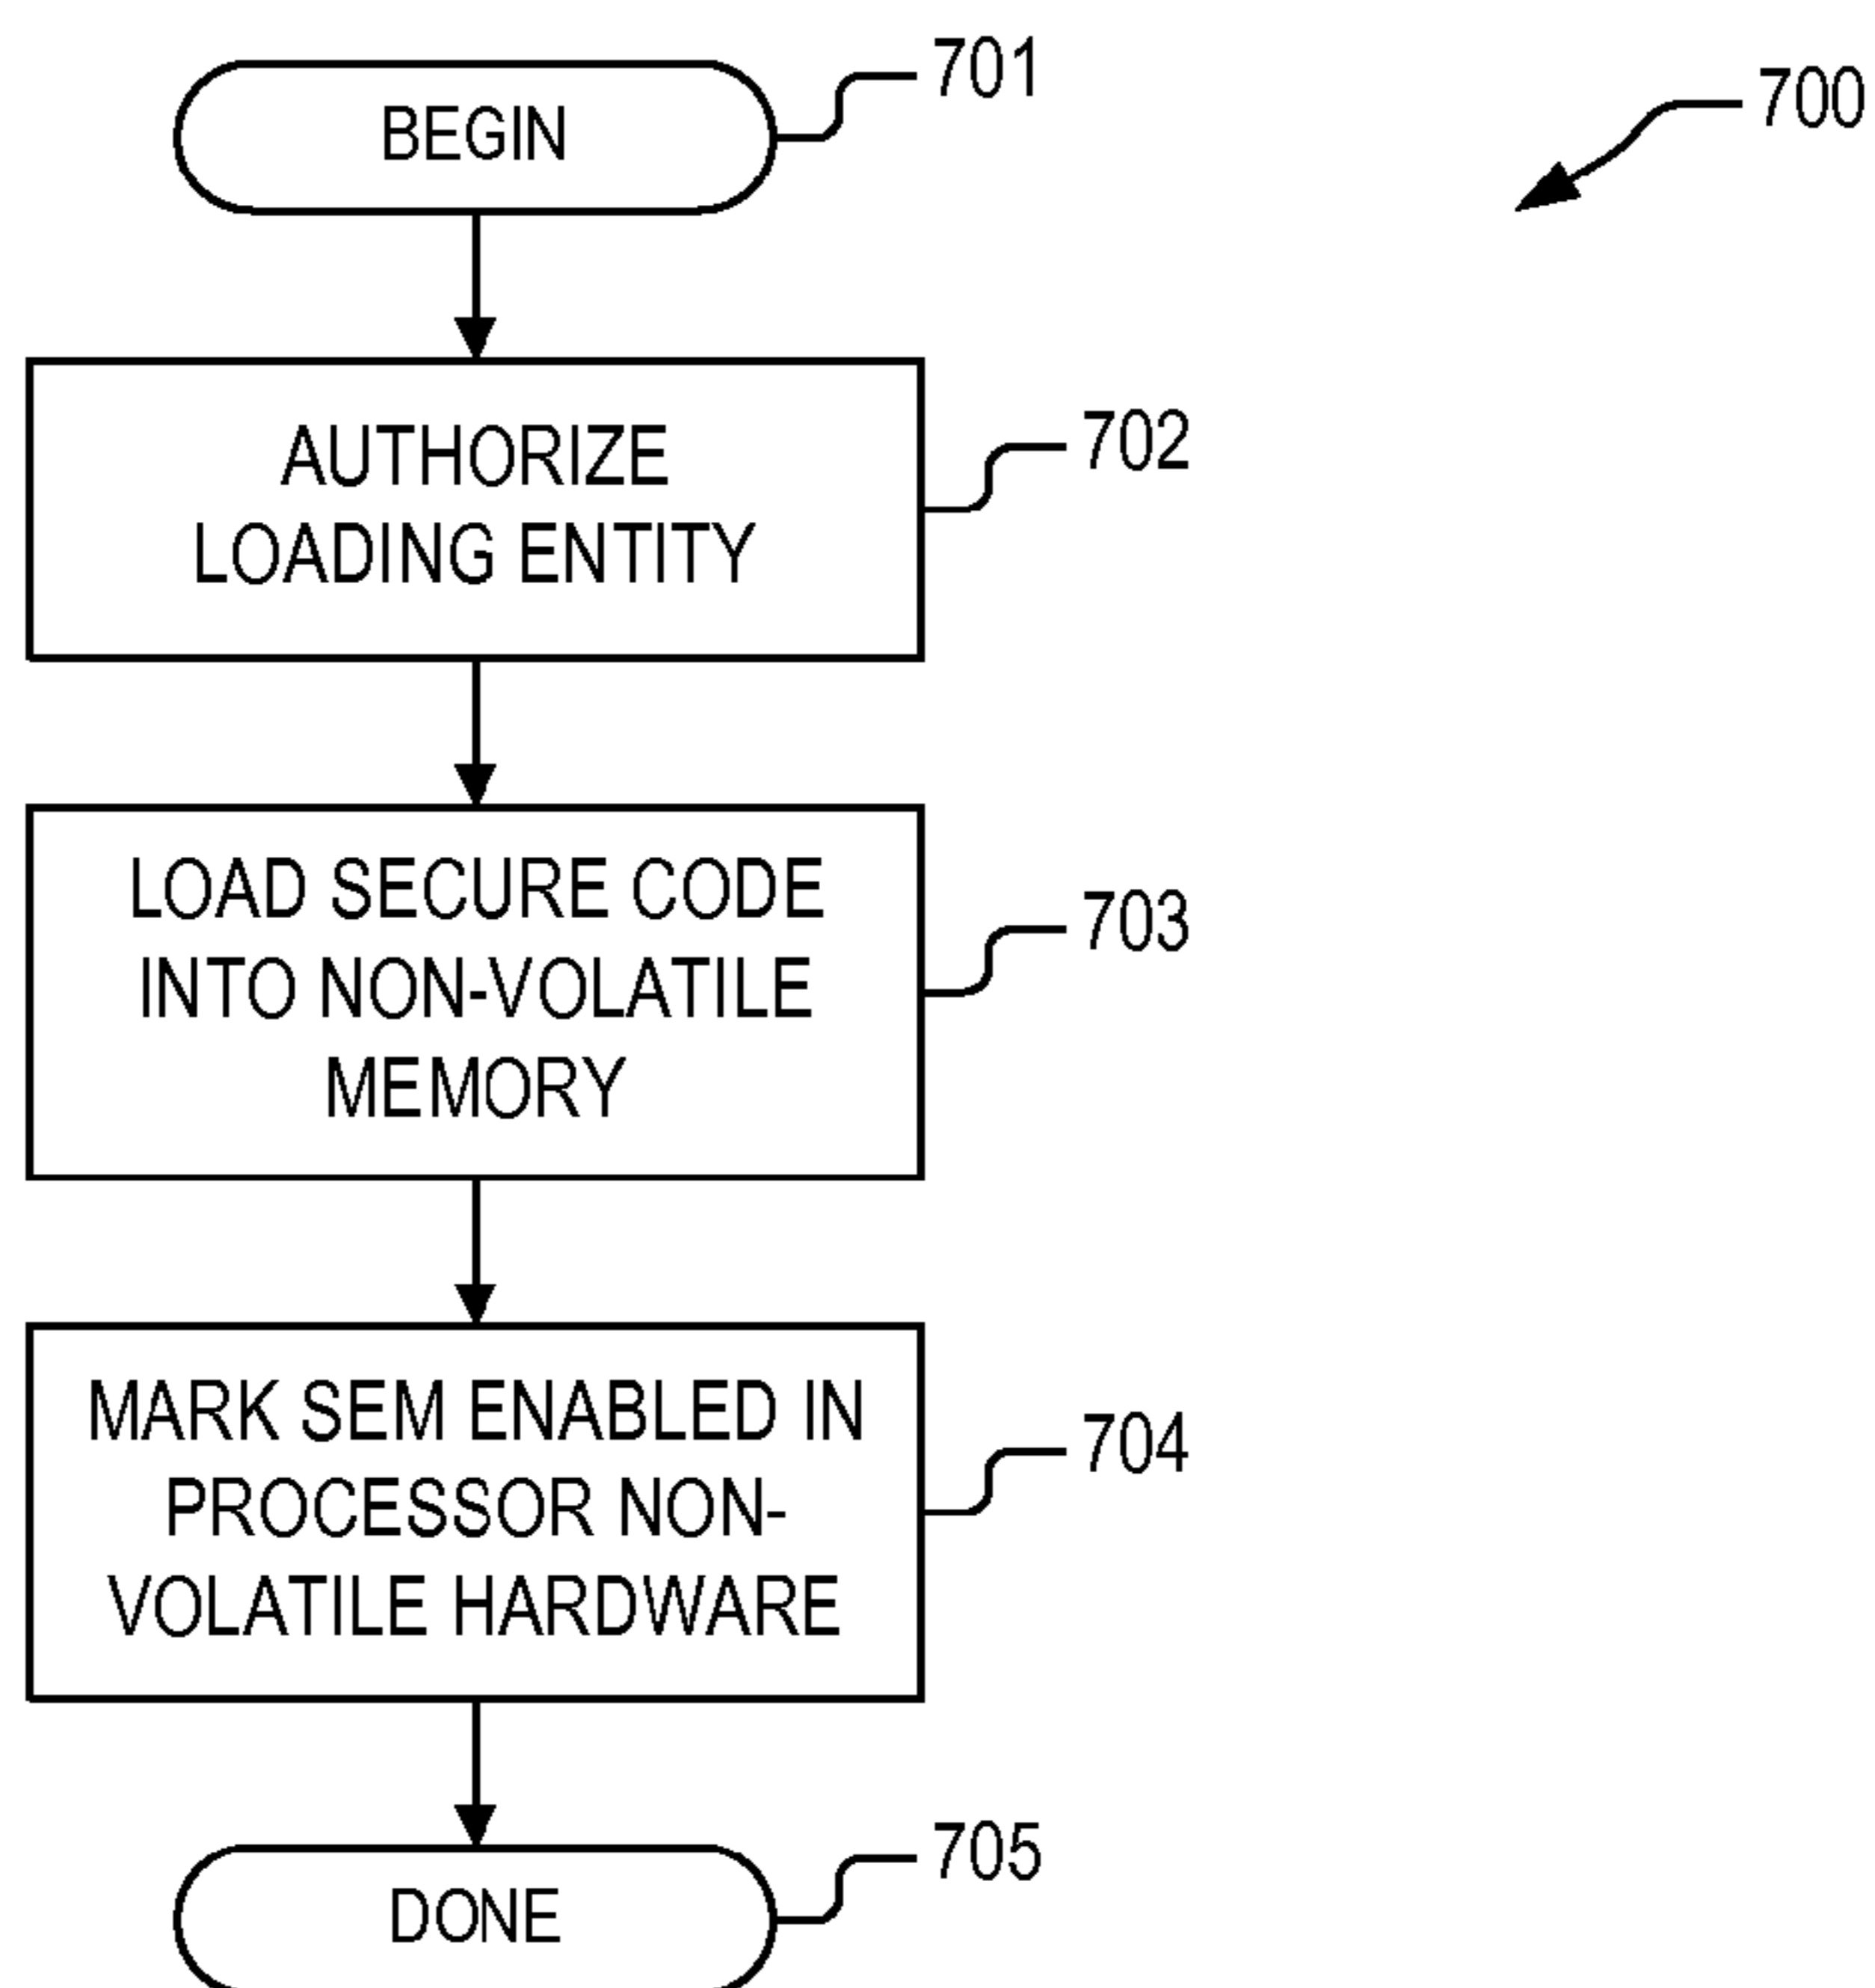 701
700
BEGIN
702
AUTHORIZE
LOADING ENTITY
703
LOAD SECURE CODE
INTO NON-VOLATILE
MEMORY
704
MARK SEM ENABLED IN
PROCESSOR NON-
VOLATILE HARDWARE
705
DONE